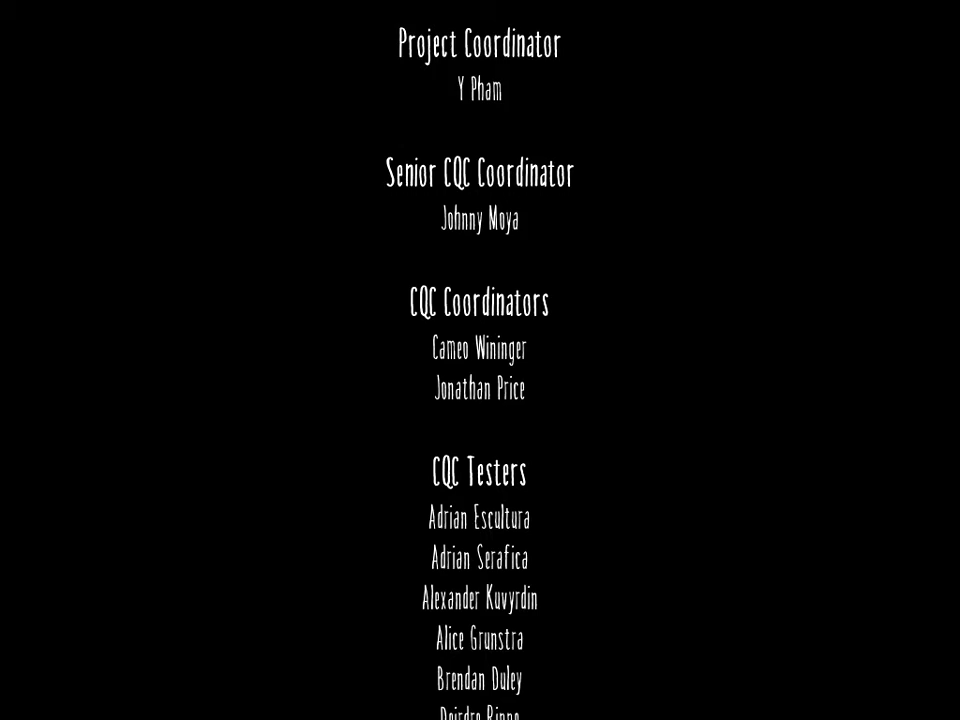 Project Coordinator
Y Pham
Senior CQC Coordinator
Johnny Moya
CQC Coordinators
Cameo Wininger
Jonathan Price
CQC Testers
Adrian Escultura
Adrian Serafica
Alexander Kuvyrdin
Alice Grunstra
Brendan Duley
Deirdre